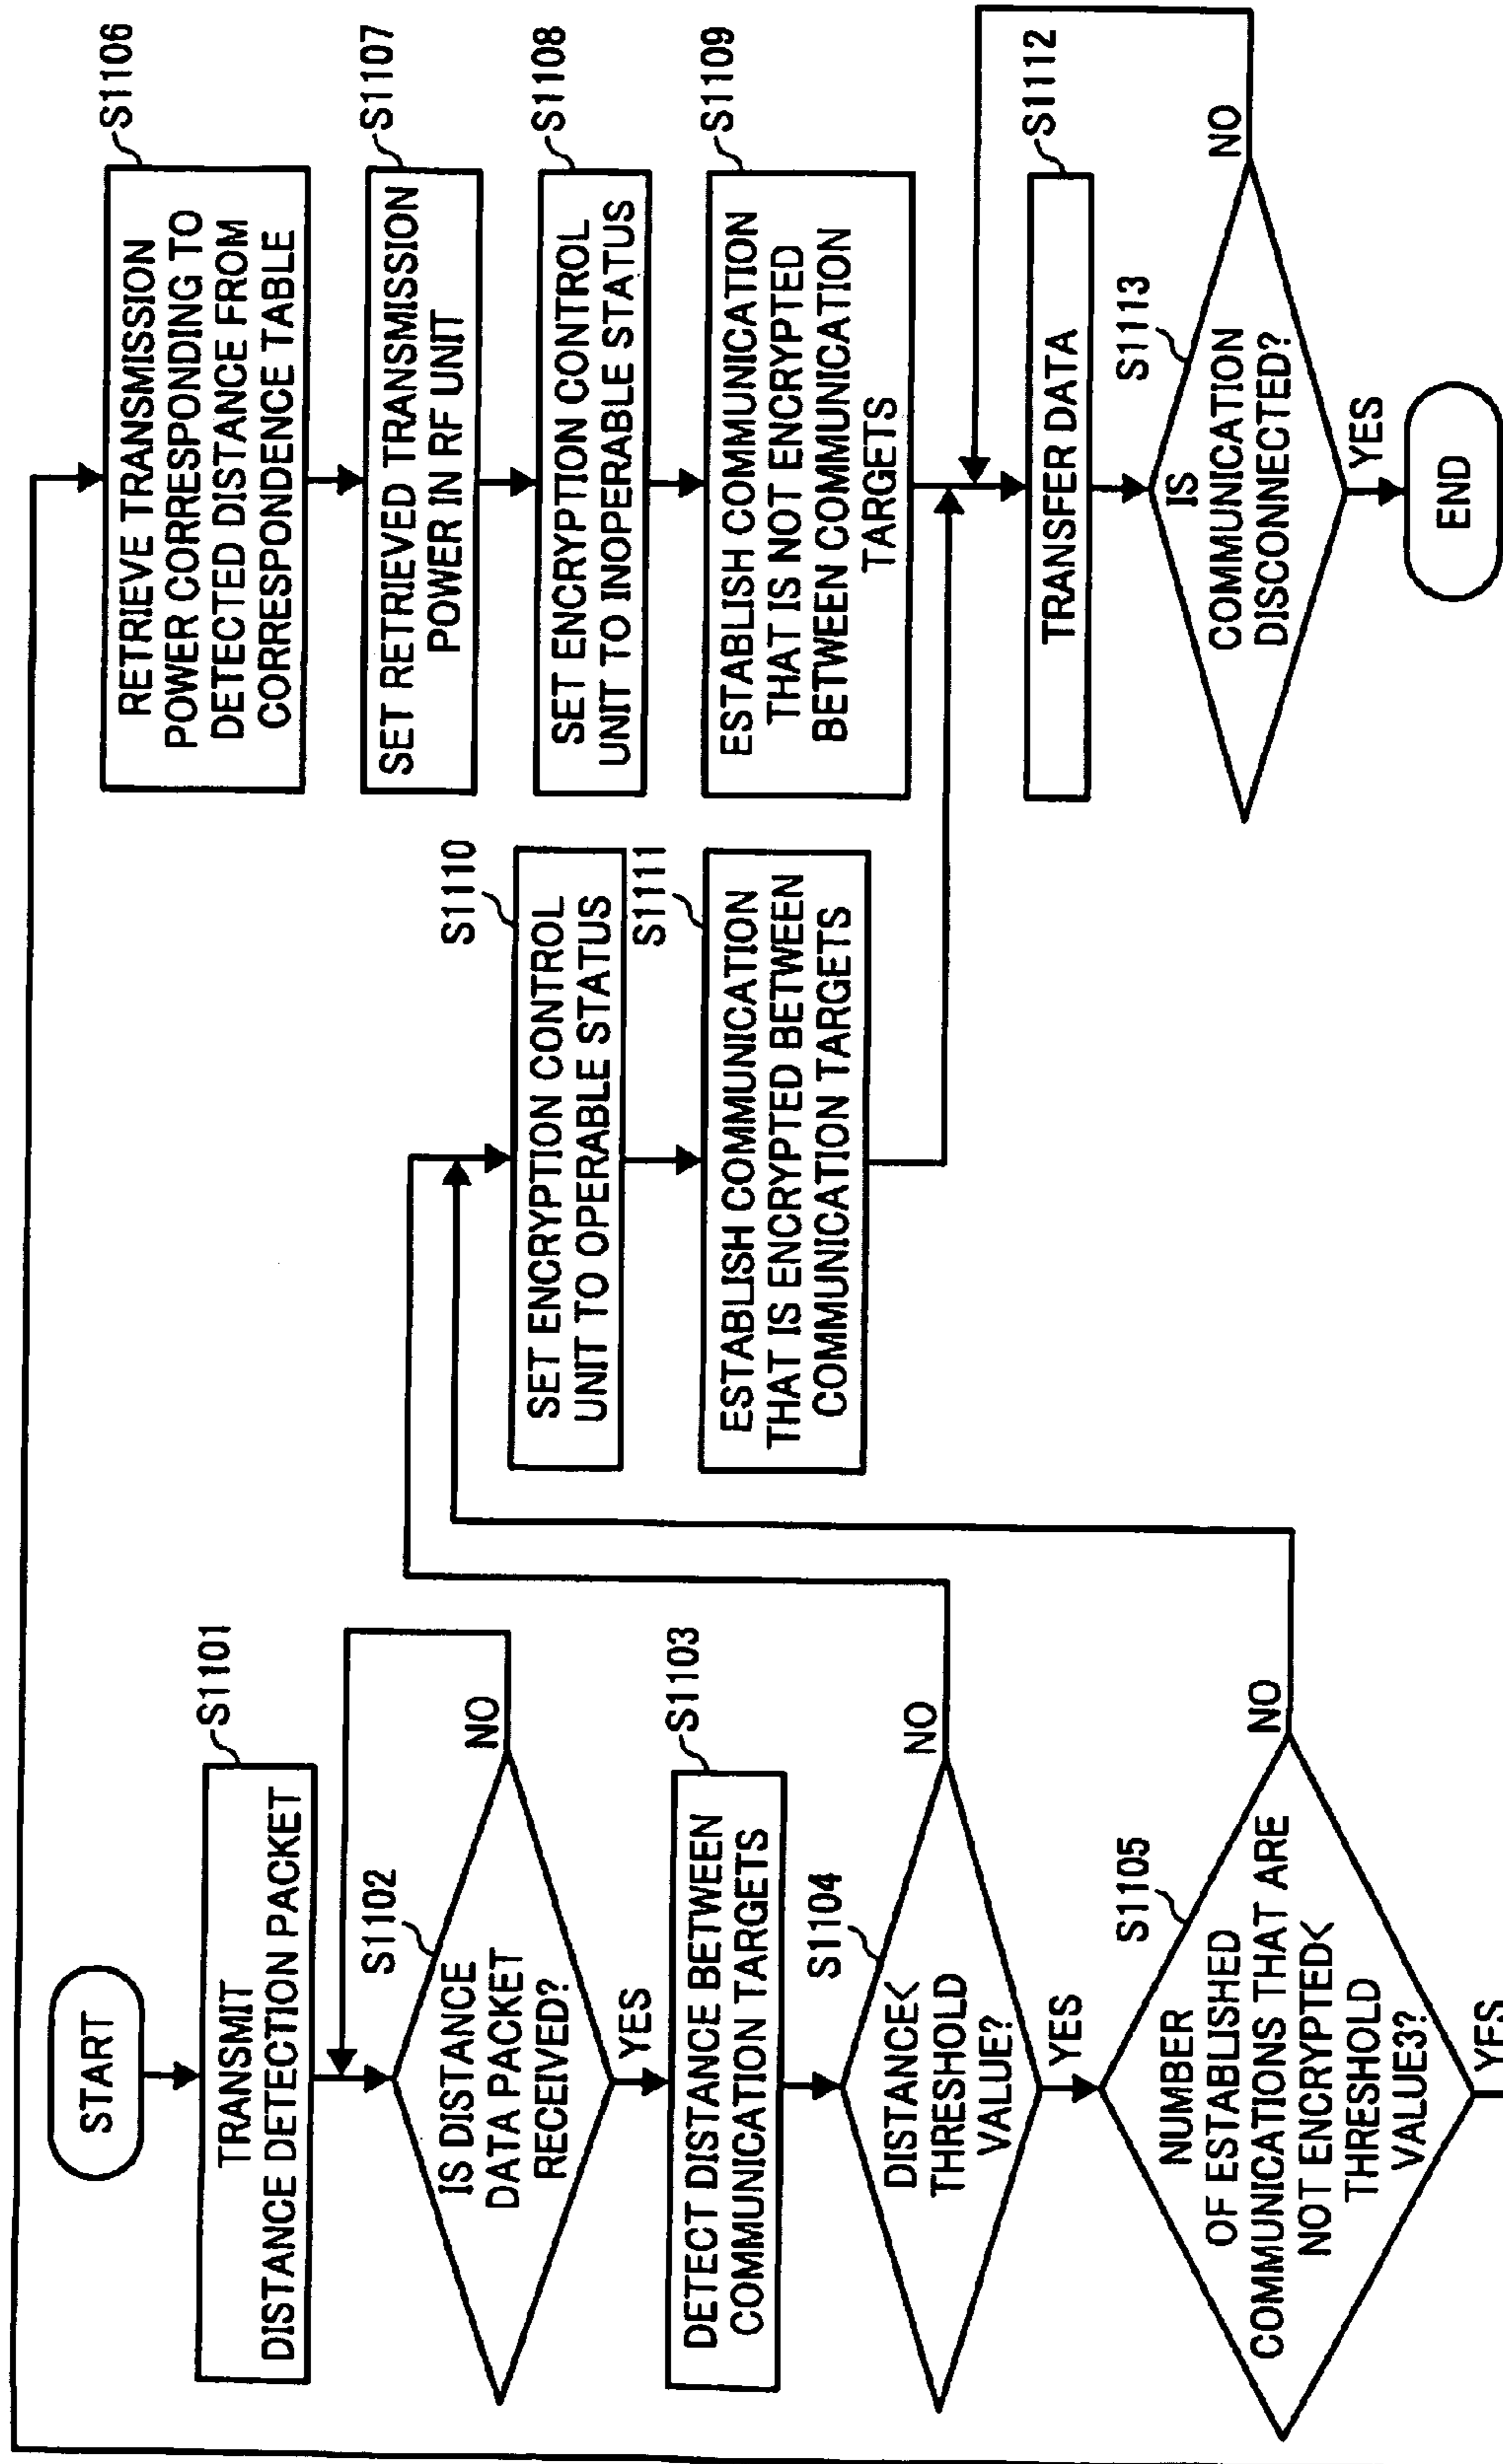 START
S1101
TRANSMIT
DISTANCE DETECTION PACKET
S1102
IS DISTANCE
DATA PACKET
RECEIVED?
NO
YES
S1103
DETECT DISTANCE BETWEEN
COMMUNICATION TARGETS
S1104
DISTANCE<
THRESHOLD
VALUE?
NO
YES
S1105
NUMBER
OF ESTABLISHED
COMMUNICATIONS THAT ARE
NOT ENCRYPTED<
THRESHOLD
VALUE3?
NO
YES
S1110
SET ENCRYPTION CONTROL
UNIT TO OPERABLE STATUS
S1111
ESTABLISH COMMUNICATION
THAT IS ENCRYPTED BETWEEN
COMMUNICATION TARGETS
S1106
RETRIEVE TRANSMISSION
POWER CORRESPONDING TO
DETECTED DISTANCE FROM
CORRESPONDENCE TABLE
S1107
SET RETRIEVED TRANSMISSION
POWER IN RF UNIT
S1108
SET ENCRYPTION CONTROL
UNIT TO INOPERABLE STATUS
S1109
ESTABLISH COMMUNICATION
THAT IS NOT ENCRYPTED
BETWEEN COMMUNICATION
TARGETS
S1112
TRANSFER DATA
S1113
IS
COMMUNICATION
DISCONNECTED?
NO
YES
END